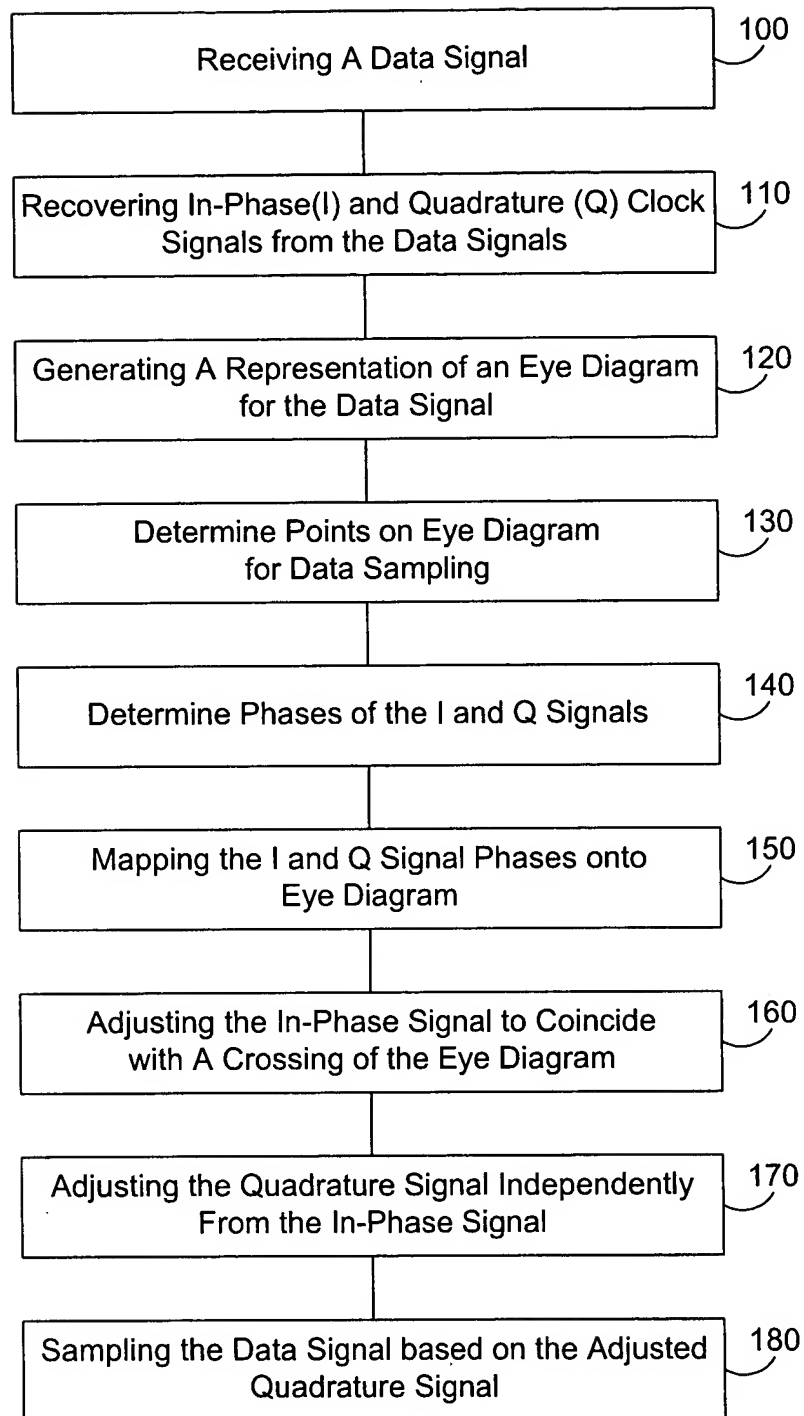 Receiving A Data Signal
100
Recovering In-Phase(I) and Quadrature (Q) Clock
Signals from the Data Signals
110
Generating A Representation of an Eye Diagram
for the Data Signal
120
Determine Points on Eye Diagram
for Data Sampling
130
Determine Phases of the I and Q Signals
140
Mapping the I and Q Signal Phases onto
Eye Diagram
150
Adjusting the In-Phase Signal to Coincide
with A Crossing of the Eye Diagram
160
Adjusting the Quadrature Signal Independently
From the In-Phase Signal
170
Sampling the Data Signal based on the Adjusted
Quadrature Signal
180